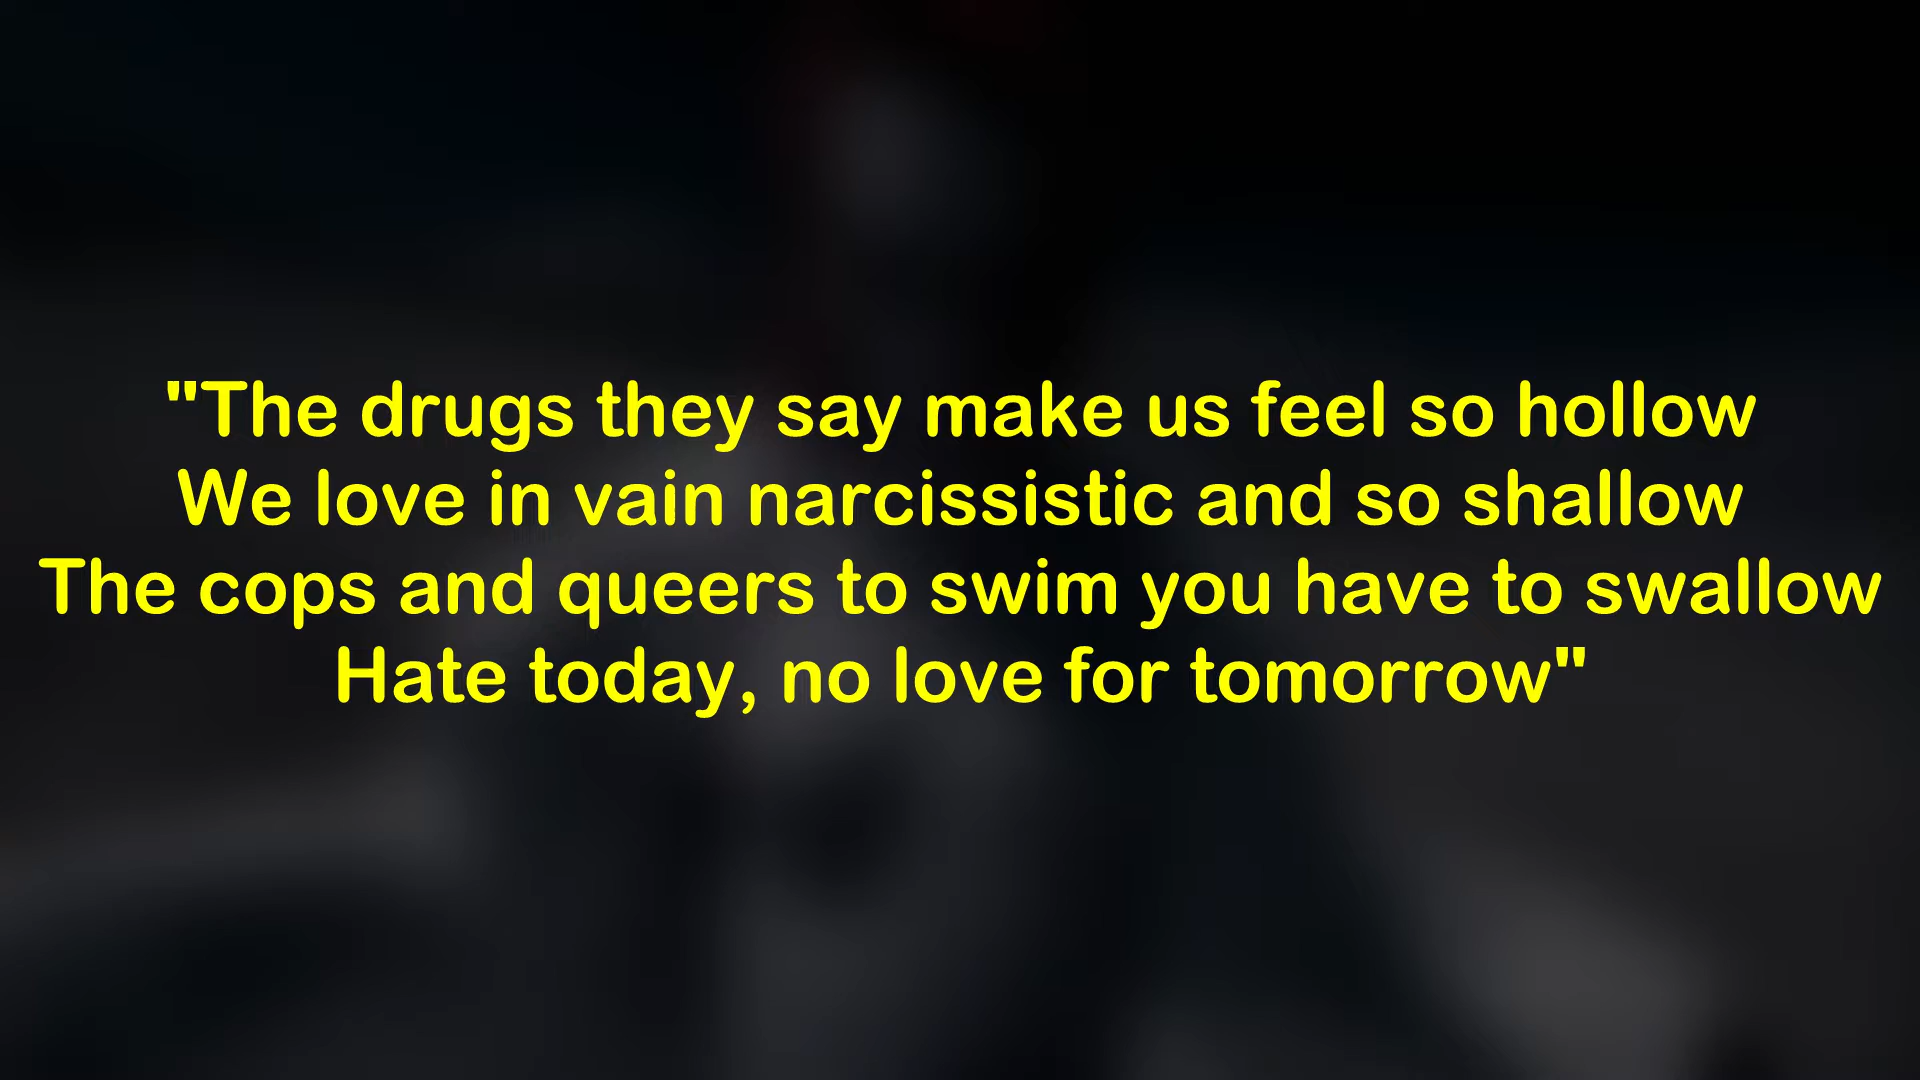 "The drugs they say make us feel so hollow
We love in vain narcissistic and so shallow
The cops and queers to swim you have to swallow
Hate today, no love for tomorrow"